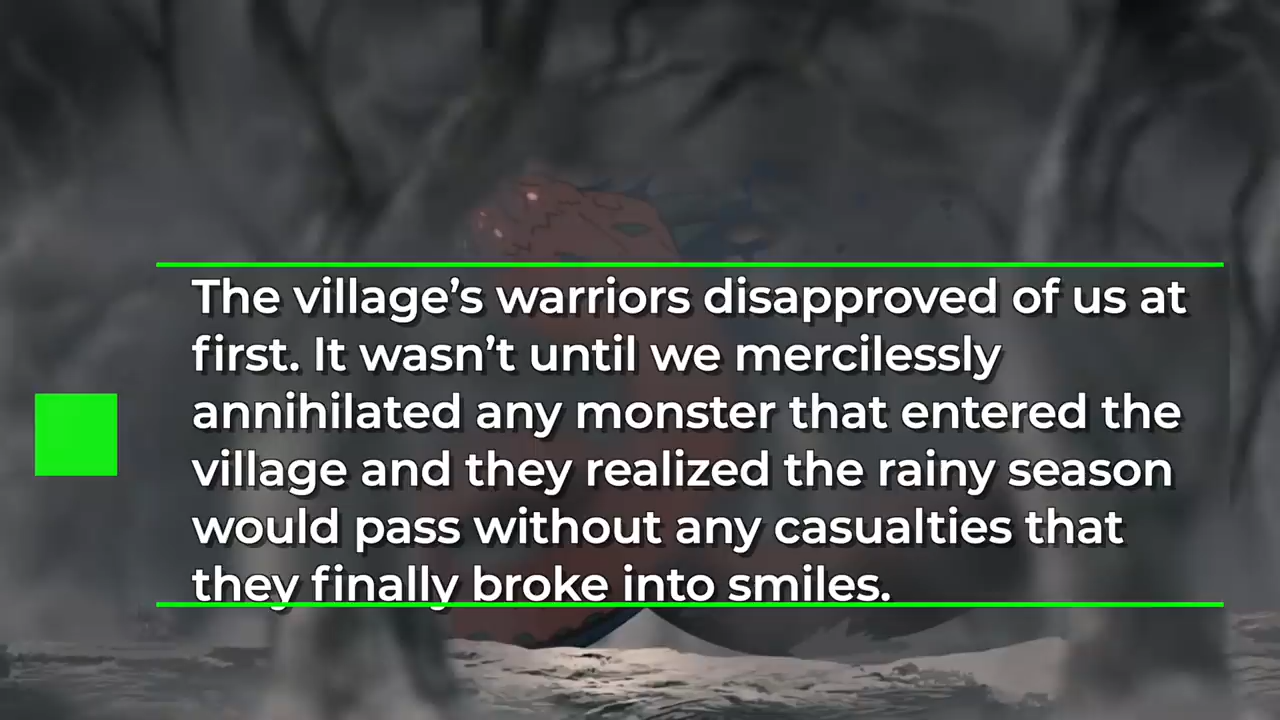 The village’s warriors disapproved of us at
first. It wasn’t until we mercilessly
annihilated any monster that entered the
village and they realized the rainy season
would pass without any casualties that
they finally broke into smiles.